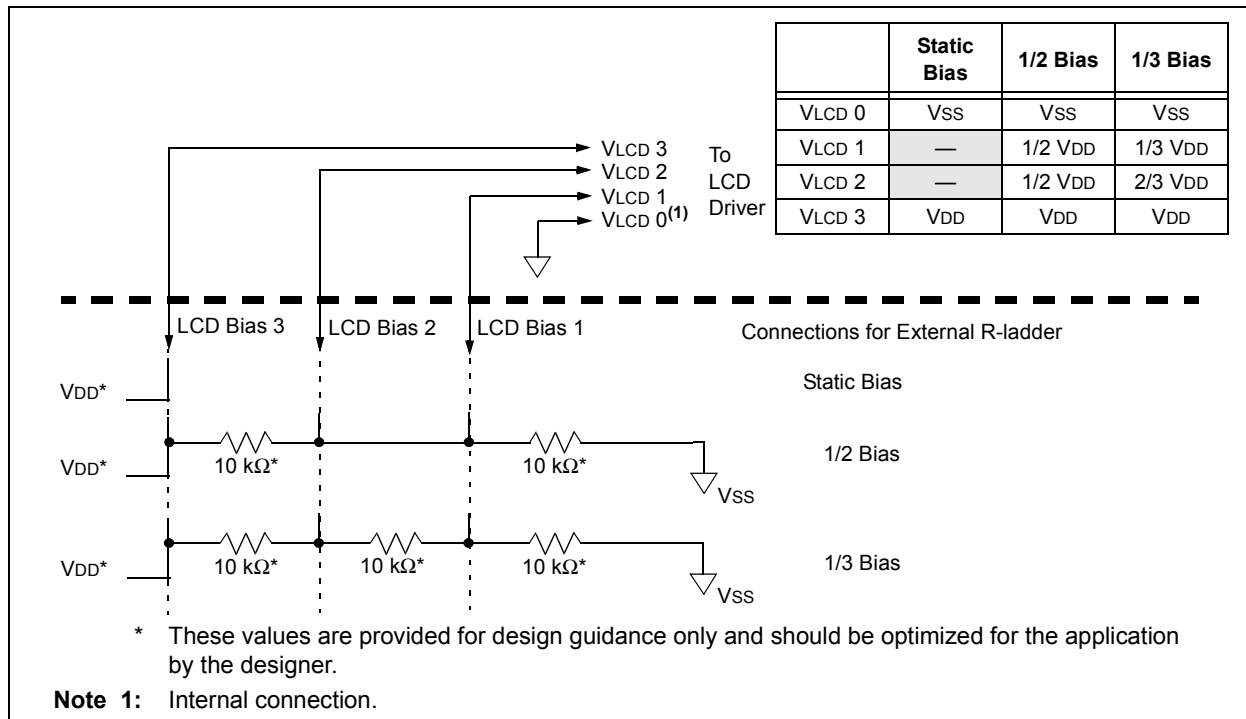 Static Bias 1/2 Bias 1/3 Bias
VLCD 0 VSS VSS VSS
VLCD 1 — 1/2 VDD 1/3 VDD
VLCD 2 — 1/2 VDD 2/3 VDD
VLCD 3 VDD VDD VDD
VLCD 3
VLCD 2
VLCD 1
VLCD 0(1)
To
LCD
Driver
LCD Bias 3 LCD Bias 2 LCD Bias 1 Connections for External R-ladder
VDD* Static Bias
VDD* 10 kΩ* 10 kΩ* VSS 1/2 Bias
VDD* 10 kΩ* 10 kΩ* 10 kΩ* VSS 1/3 Bias
* These values are provided for design guidance only and should be optimized for the application
by the designer.
Note 1: Internal connection.